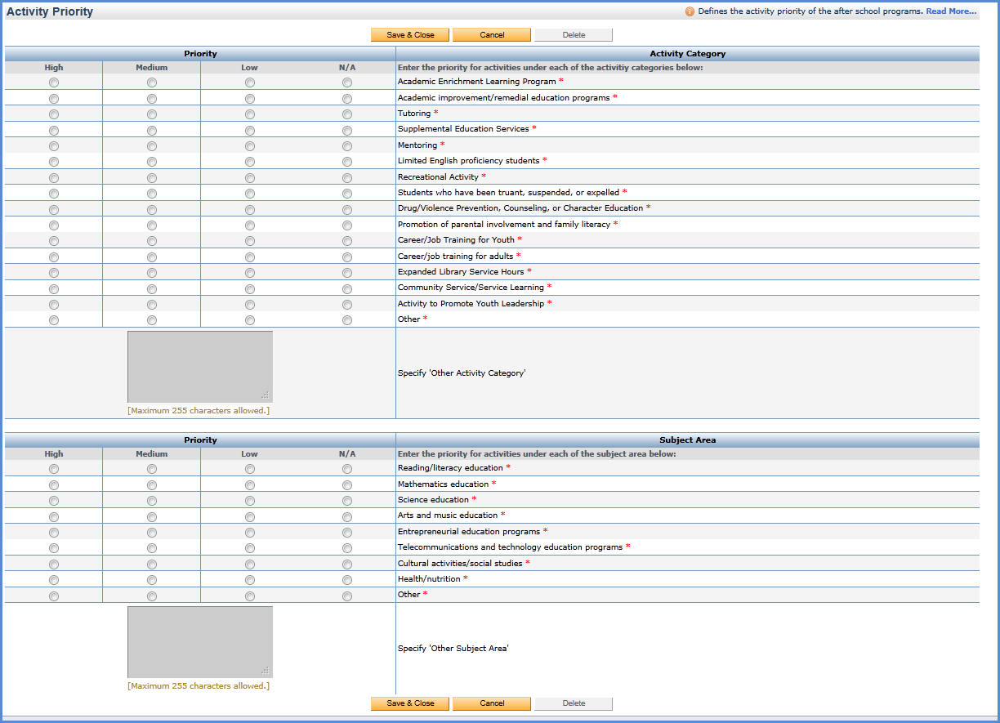 Activity Priority
Defines the activity priority of the after school programs. Read More...
Save & Close Cancel Delete
Priority Activity Category
High Medium Low N/A Enter the priority for activities under each of the activitiy categories below:
Academic Enrichment Learning Program *
Academic improvement/remedial education programs *
Tutoring *
Supplemental Education Services *
Mentoring *
Limited English proficiency students *
Recreational Activity *
Students who have been truant, suspended, or expelled *
Drug/Violence Prevention, Counseling, or Character Education *
Promotion of parental involvement and family literacy *
Career/Job Training for Youth *
Career/job training for adults *
Expanded Library Service Hours *
Community Service/Service Learning *
Activity to Promote Youth Leadership *
Other *
Specify 'Other Activity Category'
[Maximum 255 characters allowed.]
Priority Subject Area
High Medium Low N/A Enter the priority for activities under each of the subject area below:
Reading/literacy education *
Mathematics education *
Science education *
Arts and music education *
Entrepreneurial education programs *
Telecommunications and technology education programs *
Cultural activities/social studies *
Health/nutrition *
Other *
Specify 'Other Subject Area'
[Maximum 255 characters allowed.]
Save & Close Cancel Delete